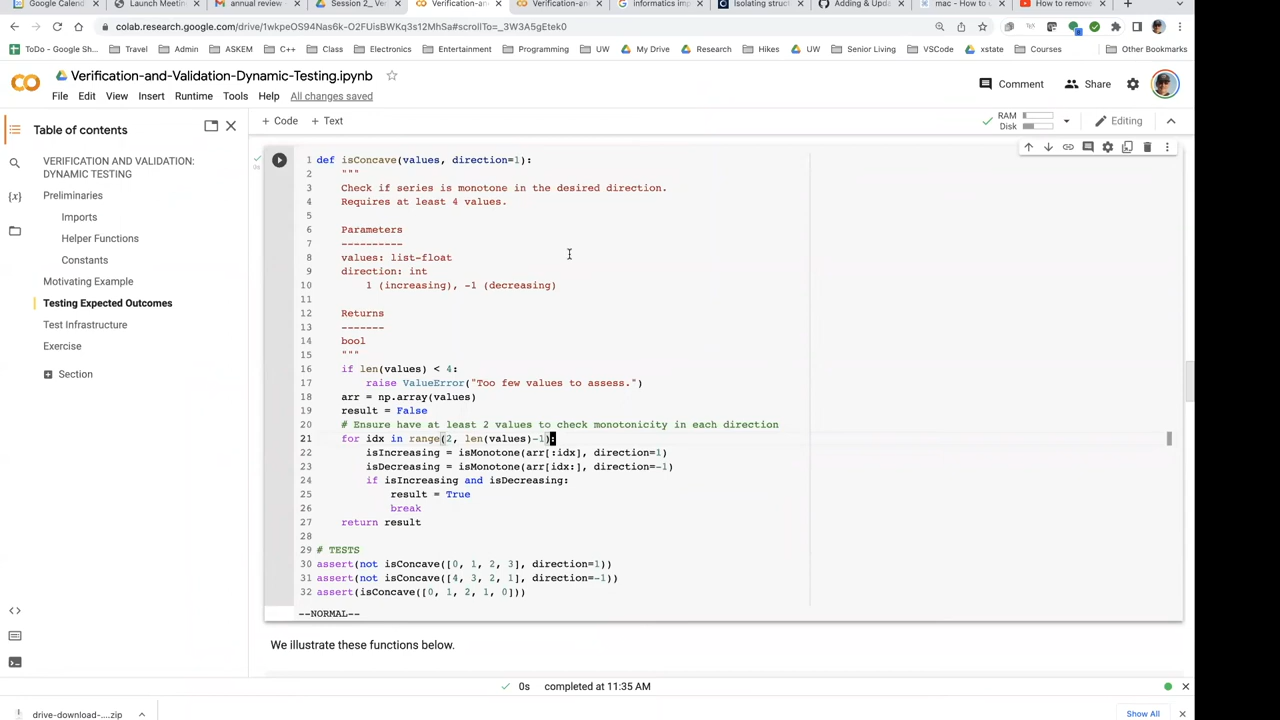 Google Calend
Launch Meetin
annual review -
Session 2_ Ver
Verification-an
Verification-an
informatics imp
Isolating struct
Adding & Upda
mac - How to u
How to remove
colab.research.google.com/drive/1wkpeOS94Nas6k-O2FUisBWKq3s12MhSa#scrollTo=_3W3A5gEtek0
ToDo - Google Sh...
Travel
Admin
ASKEM
C++
Class
Electronics
Entertainment
Programming
UW
My Drive
Research
Hikes
UW
Senior Living
VSCode
xstate
Courses
Other Bookmarks
Verification-and-Validation-Dynamic-Testing.ipynb
File Edit View Insert Runtime Tools Help All changes saved
Comment
Share
Table of contents
+ Code + Text
RAM
Disk
Editing
VERIFICATION AND VALIDATION:
DYNAMIC TESTING
Preliminaries
Imports
Helper Functions
Constants
Motivating Example
Testing Expected Outcomes
Test Infrastructure
Exercise
Section
1 def isConcave(values, direction=1):
2 """
3 Check if series is monotone in the desired direction.
4 Requires at least 4 values.
5
6 Parameters
7 ----------
8 values: list-float
9 direction: int
10 1 (increasing), -1 (decreasing)
11
12 Returns
13 -------
14 bool
15 """
16 if len(values) < 4:
17 raise ValueError("Too few values to assess.")
18 arr = np.array(values)
19 result = False
20 # Ensure have at least 2 values to check monotonicity in each direction
21 for idx in range(2, len(values)-1):
22 isIncreasing = isMonotone(arr[:idx], direction=1)
23 isDecreasing = isMonotone(arr[idx:], direction=-1)
24 if isIncreasing and isDecreasing:
25 result = True
26 break
27 return result
28
29 # TESTS
30 assert(not isConcave([0, 1, 2, 3], direction=1))
31 assert(not isConcave([4, 3, 2, 1], direction=-1))
32 assert(isConcave([0, 1, 2, 1, 0]))
--NORMAL--
We illustrate these functions below.
0s completed at 11:35 AM
drive-download-....zip
Show All